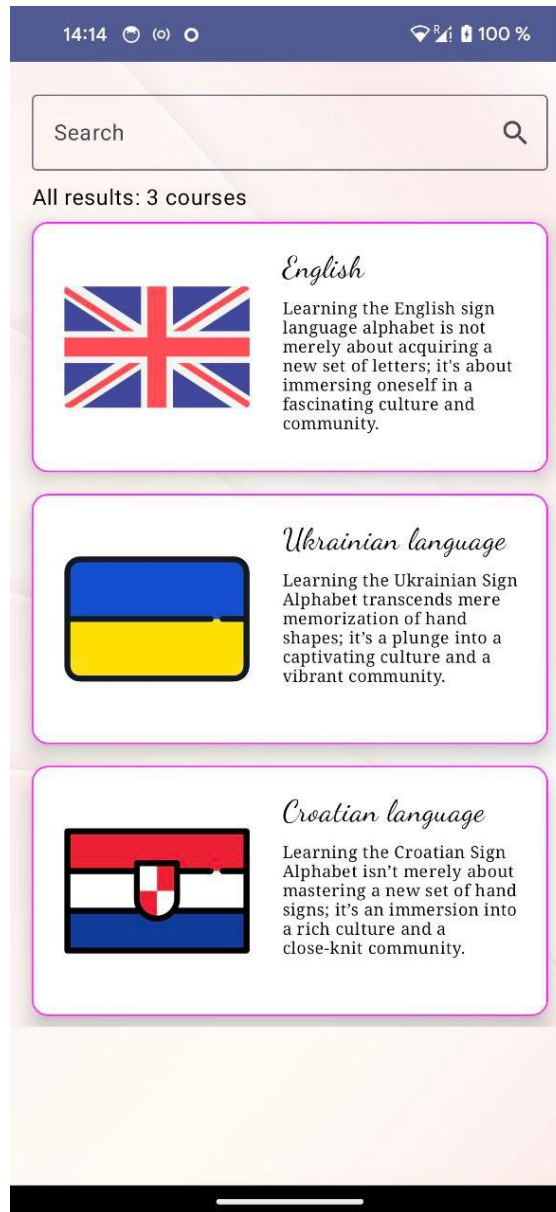 14:14
R
! 100 %
Search
All results: 3 courses
English
Learning the English sign
language alphabet is not
merely about acquiring a
new set of letters; it's about
immersing oneself in a
fascinating culture and
community.
Ukrainian language
Learning the Ukrainian Sign
Alphabet transcends mere
memorization of hand
shapes; it’s a plunge into a
captivating culture and a
vibrant community.
Croatian language
Learning the Croatian Sign
Alphabet isn’t merely about
mastering a new set of hand
signs; it’s an immersion into
a rich culture and a
close-knit community.